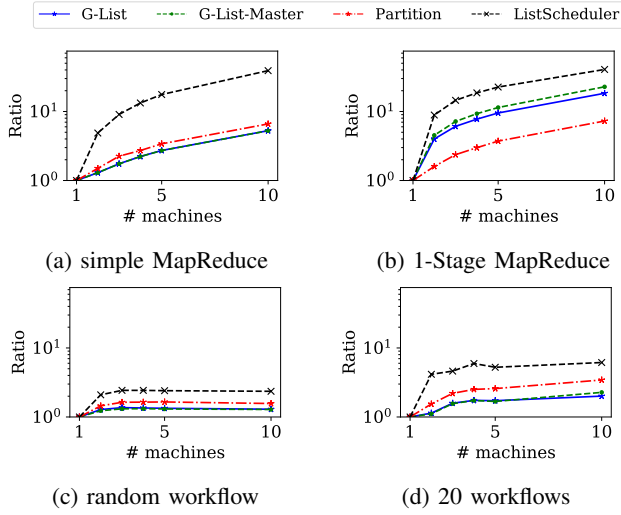 G-List G-List-Master Partition ListScheduler
Ratio
10^1
10^0
1 5 10
# machines
(a) simple MapReduce
Ratio
10^1
10^0
1 5 10
# machines
(b) 1-Stage MapReduce
Ratio
10^1
10^0
1 5 10
# machines
(c) random workflow
Ratio
10^1
10^0
1 5 10
# machines
(d) 20 workflows